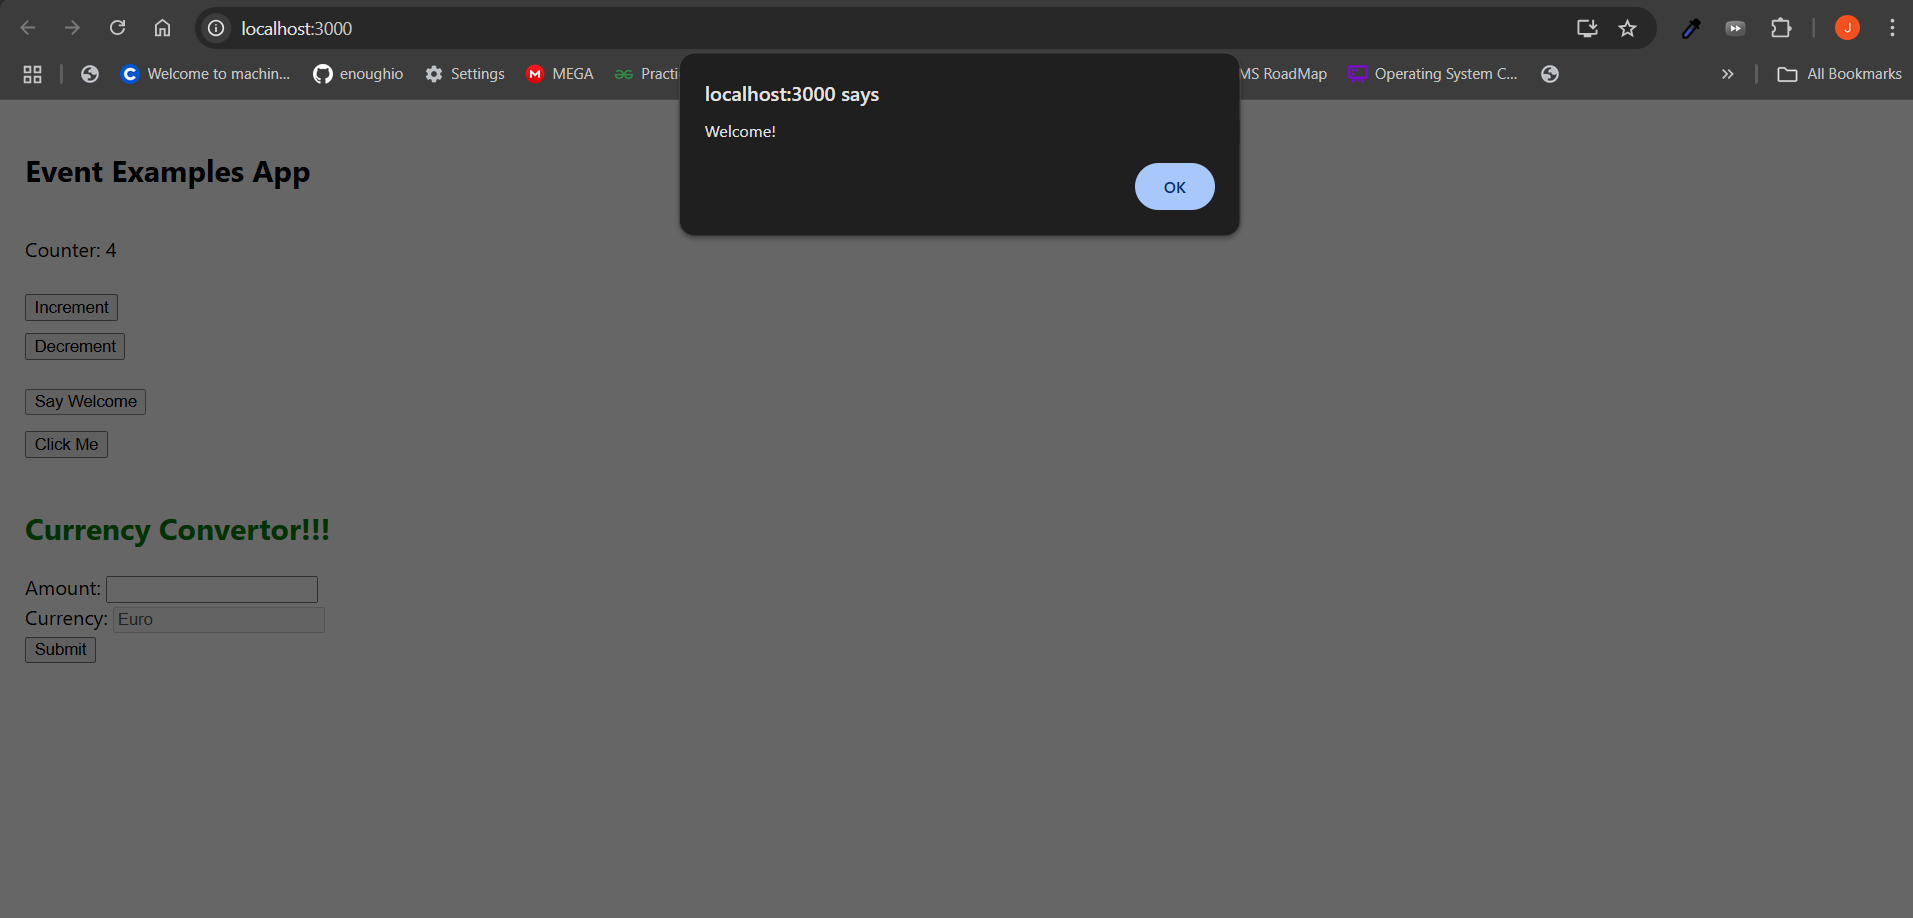 localhost:3000
J
Welcome to machin... enoughio Settings MEGA Practi MS RoadMap Operating System C... All Bookmarks
localhost:3000 says
Welcome!
OK
Event Examples App
Counter: 4
Increment
Decrement
Say Welcome
Click Me
Currency Convertor!!!
Amount:
Currency: Euro
Submit